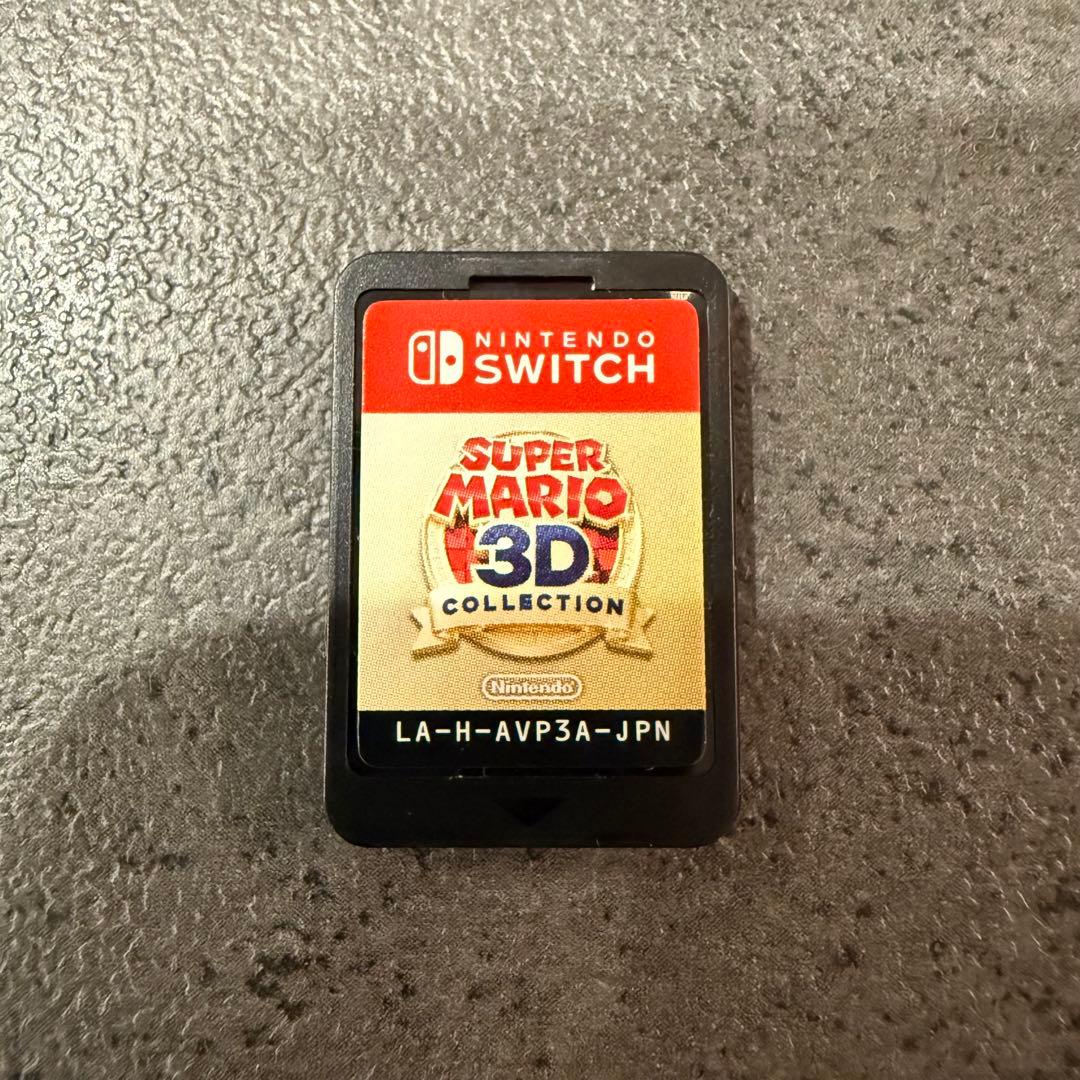 NINTENDO
SWITCH
SUPER
MARIO
3D
COLLECTION
Nintendo
LA-H-AVP3A-JPN